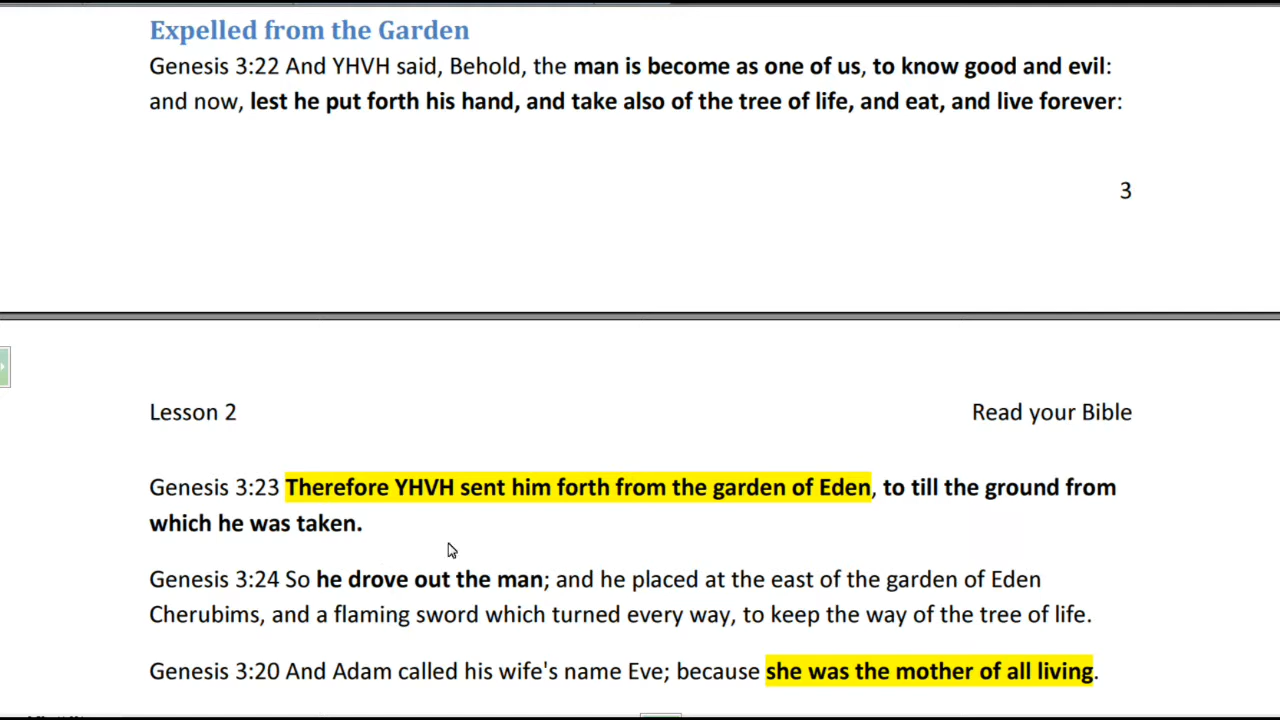 Expelled from the Garden
Genesis 3:22 And YHVH said, Behold, the man is become as one of us, to know good and evil:
and now, lest he put forth his hand, and take also of the tree of life, and eat, and live forever:
3
Lesson 2 Read your Bible
Genesis 3:23 Therefore YHVH sent him forth from the garden of Eden, to till the ground from
which he was taken.
Genesis 3:24 So he drove out the man; and he placed at the east of the garden of Eden
Cherubims, and a flaming sword which turned every way, to keep the way of the tree of life.
Genesis 3:20 And Adam called his wife's name Eve; because she was the mother of all living.